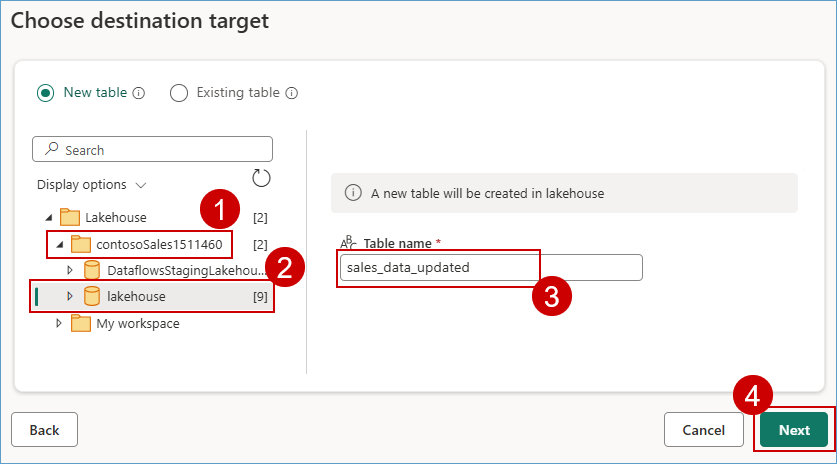 Choose destination target
New table
Existing table
Search
Display options
1
Lakehouse [2]
contosoSales1511460 [2]
2
DataflowsStagingLakehou...
lakehouse [9]
My workspace
A new table will be created in lakehouse
Table name *
sales_data_updated
3
4
Back
Cancel
Next